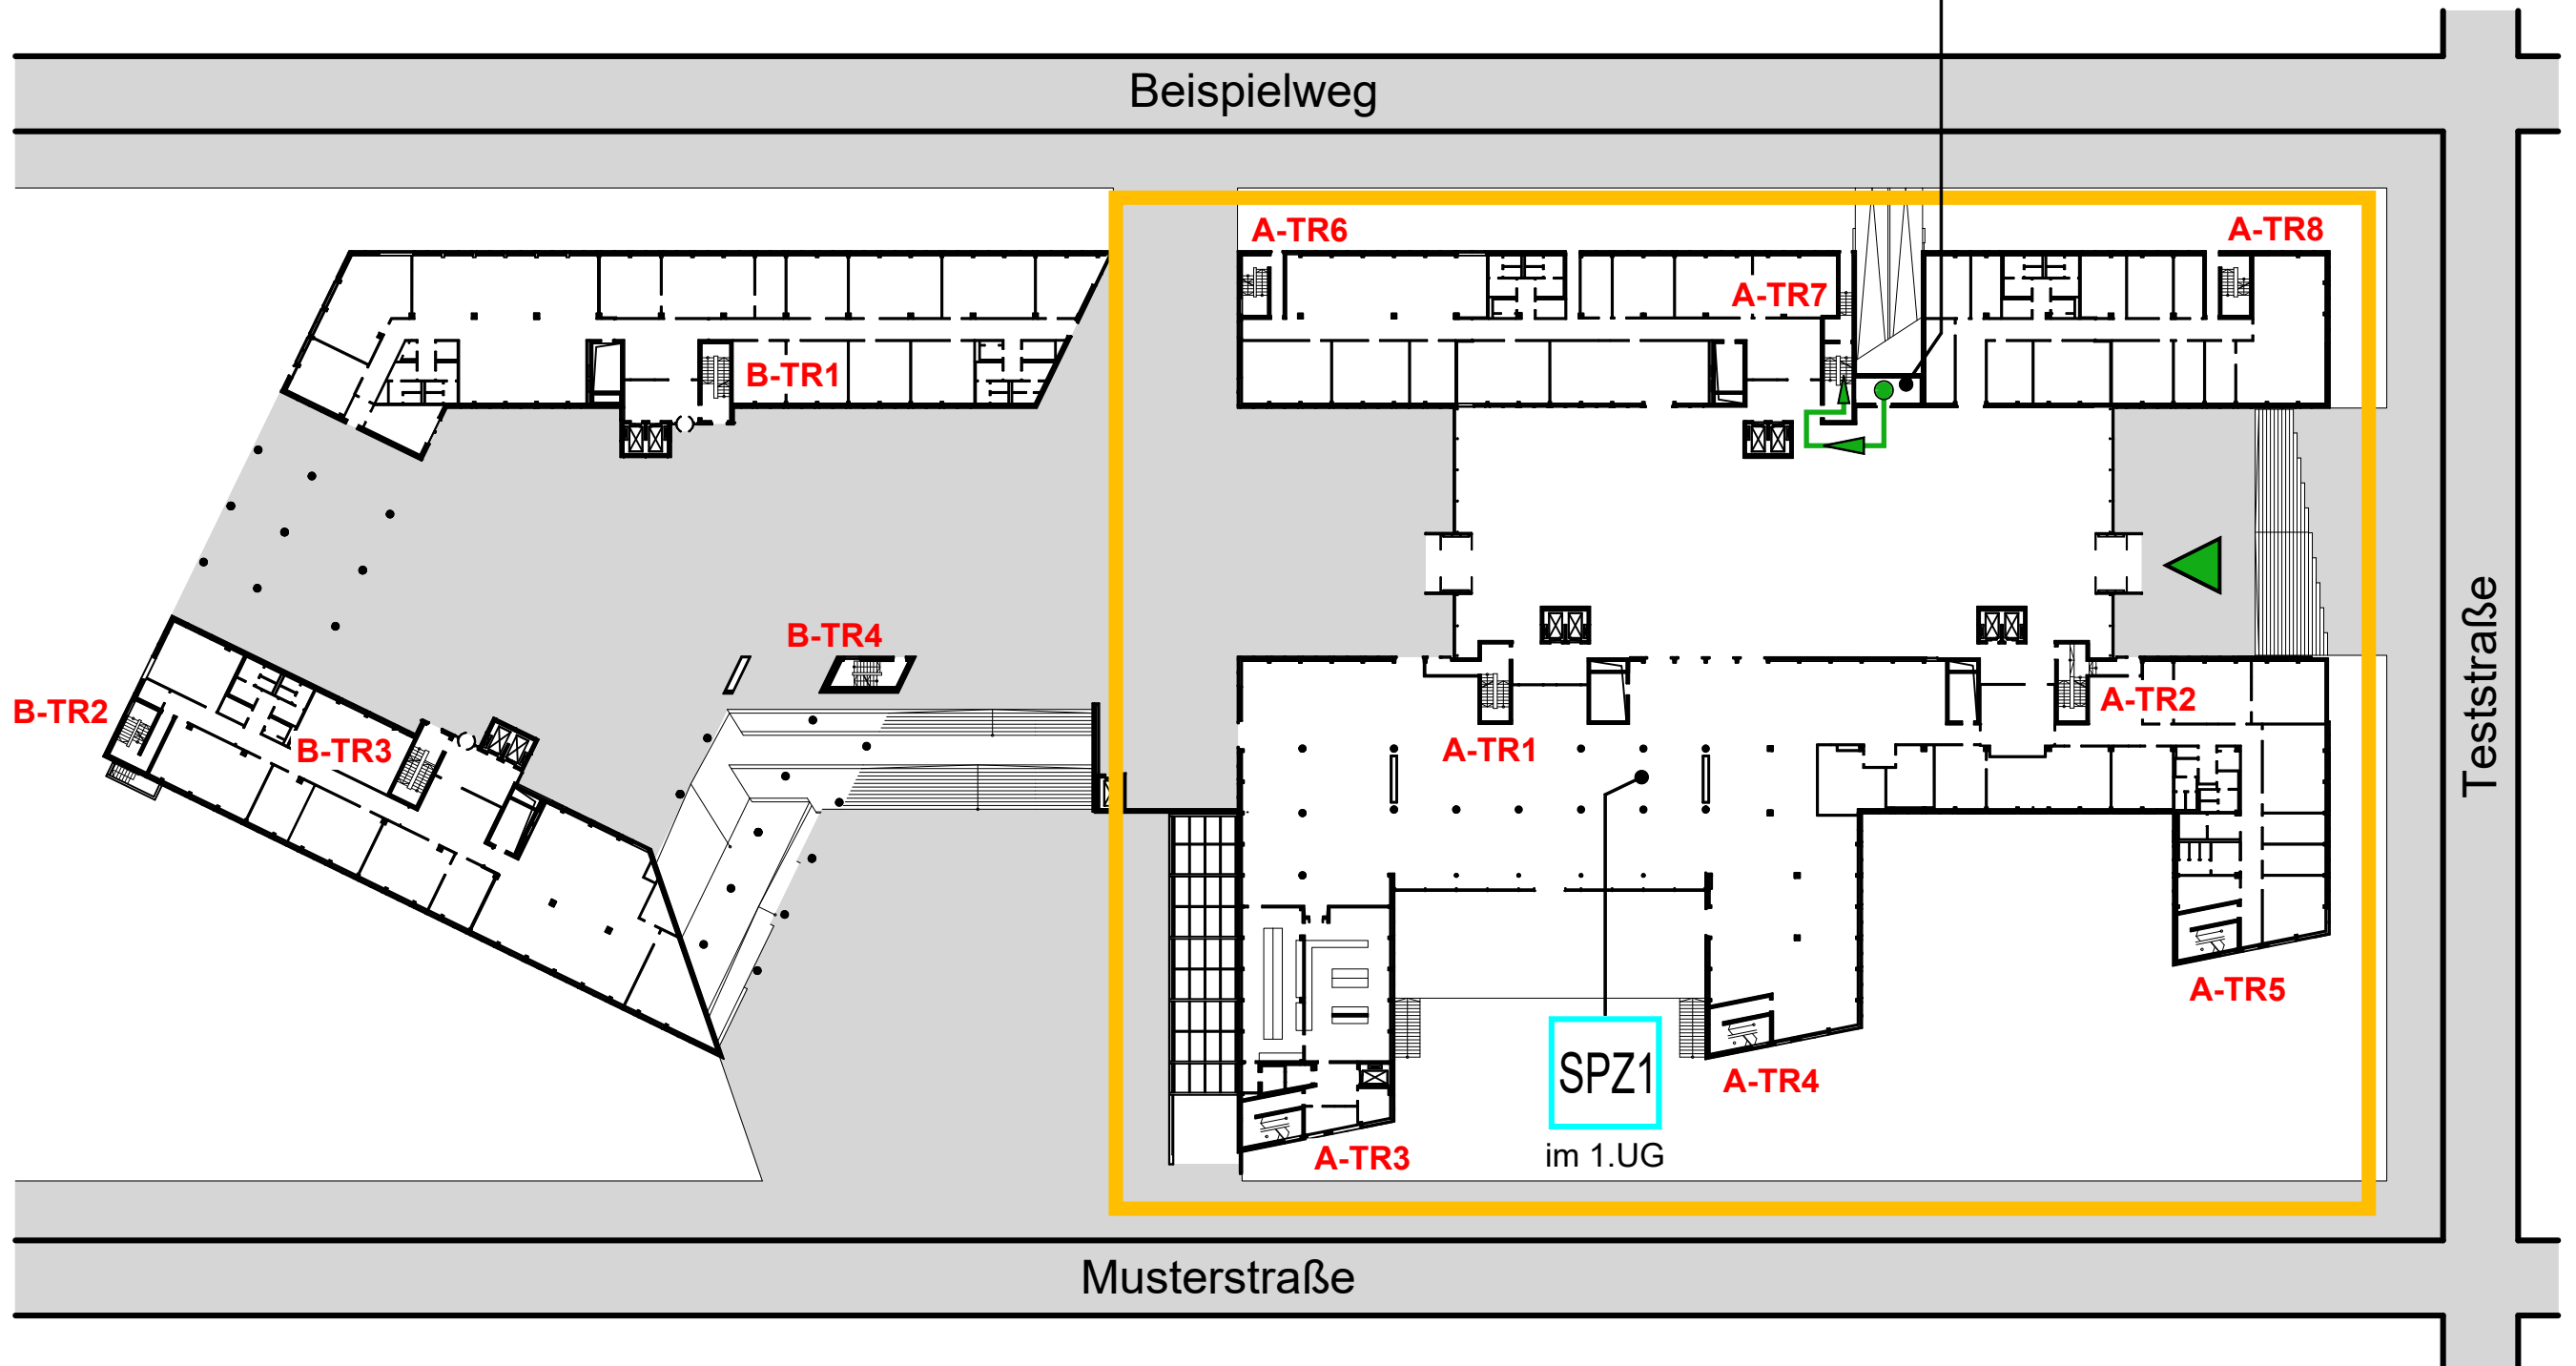 Beispielweg
A-TR6
A-TR8
A-TR7
B-TR1
B-TR4
Teststraße
B-TR2
B-TR3
A-TR1
A-TR2
A-TR5
SPZ1
im 1.UG
A-TR4
A-TR3
Musterstraße